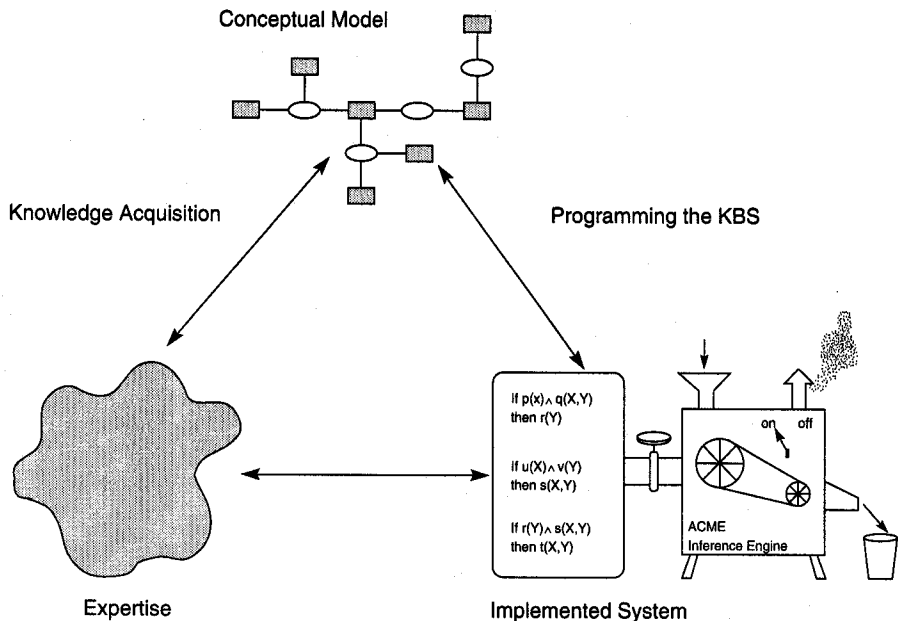 Conceptual Model
Knowledge Acquisition
Programming the KBS
If p(x) ∧ q(X,Y)
then r(Y)
If u(X) ∧ v(Y)
then s(X,Y)
If r(Y) ∧ s(X,Y)
then t(X,Y)
on off
ACME
Inference Engine
Expertise
Implemented System